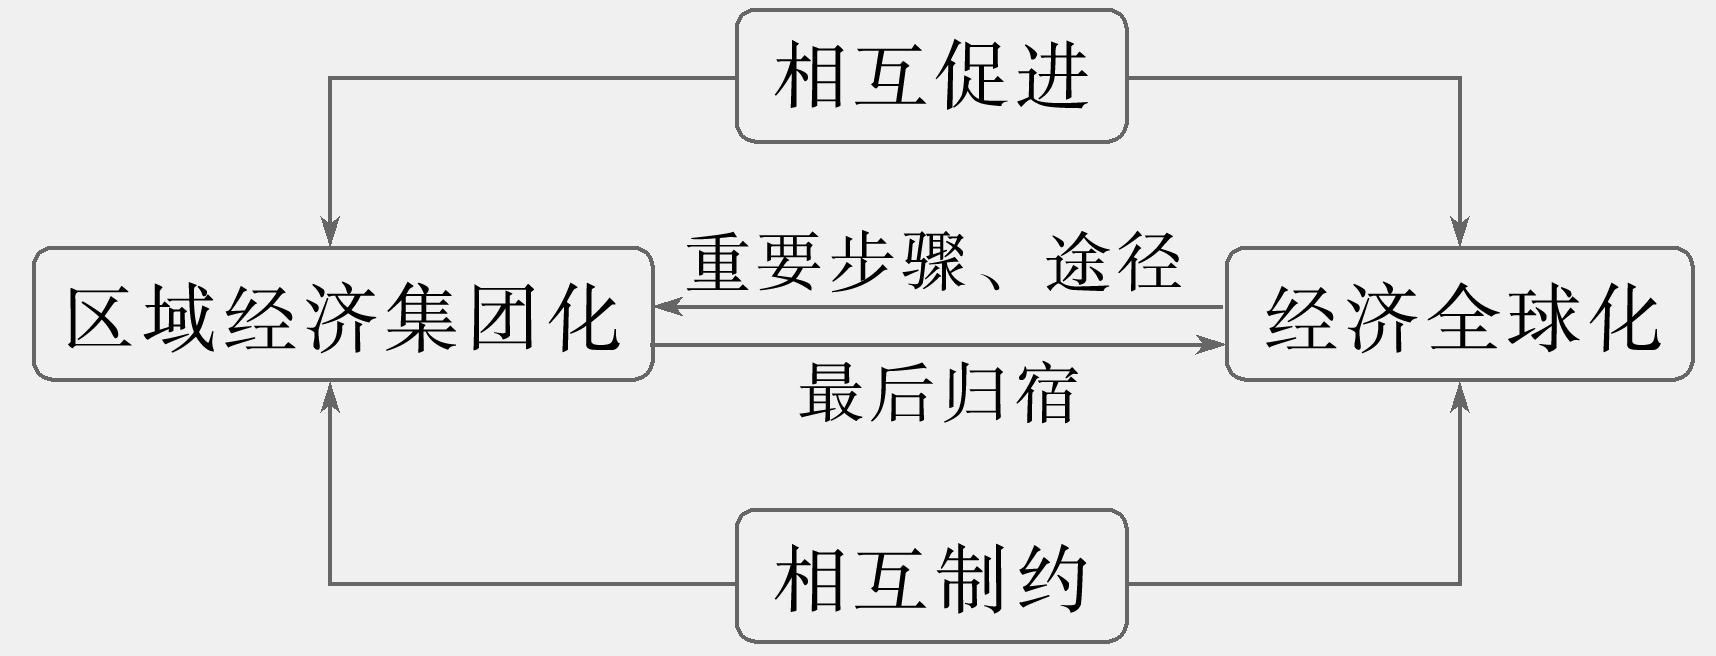 相互促进
重要步骤、途径
区域经济集团化
经济全球化
最后归宿
相互制约